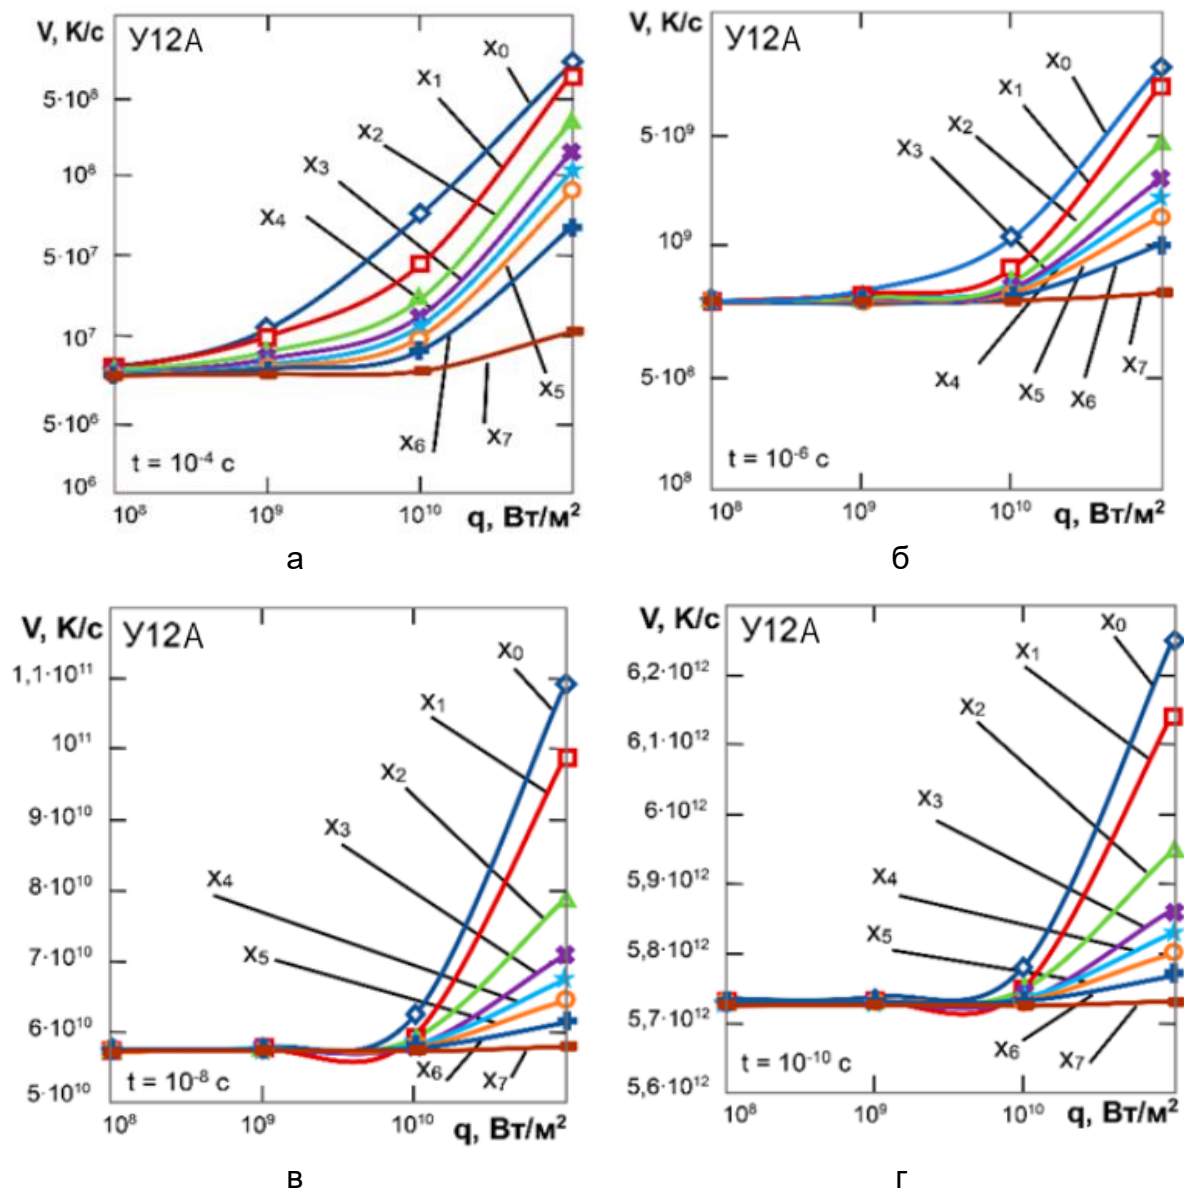 V, К/с
У12А
x₀
x₁
x₂
x₃
x₄
x₅
x₆
x₇
5·10⁸
10⁸
5·10⁷
10⁷
5·10⁶
10⁶
t = 10⁻⁴ с
10⁸
10⁹
10¹⁰
q, Вт/м²
а
V, К/с
У12А
x₀
x₁
x₂
x₃
x₄
x₅
x₆
x₇
5·10⁹
10⁹
5·10⁸
10⁸
t = 10⁻⁶ с
10⁸
10⁹
10¹⁰
q, Вт/м²
б
V, К/с
У12А
x₀
x₁
x₂
x₃
x₄
x₅
x₆
x₇
1,1·10¹¹
10¹¹
9·10¹⁰
8·10¹⁰
7·10¹⁰
6·10¹⁰
5·10¹⁰
t = 10⁻⁸ с
10⁸
10⁹
10¹⁰
q, Вт/м²
в
V, К/с
У12А
x₀
x₁
x₂
x₃
x₄
x₅
x₆
x₇
6,2·10¹²
6,1·10¹²
6·10¹²
5,9·10¹²
5,8·10¹²
5,7·10¹²
5,6·10¹²
t = 10⁻¹⁰ с
10⁸
10⁹
10¹⁰
q, Вт/м²
г